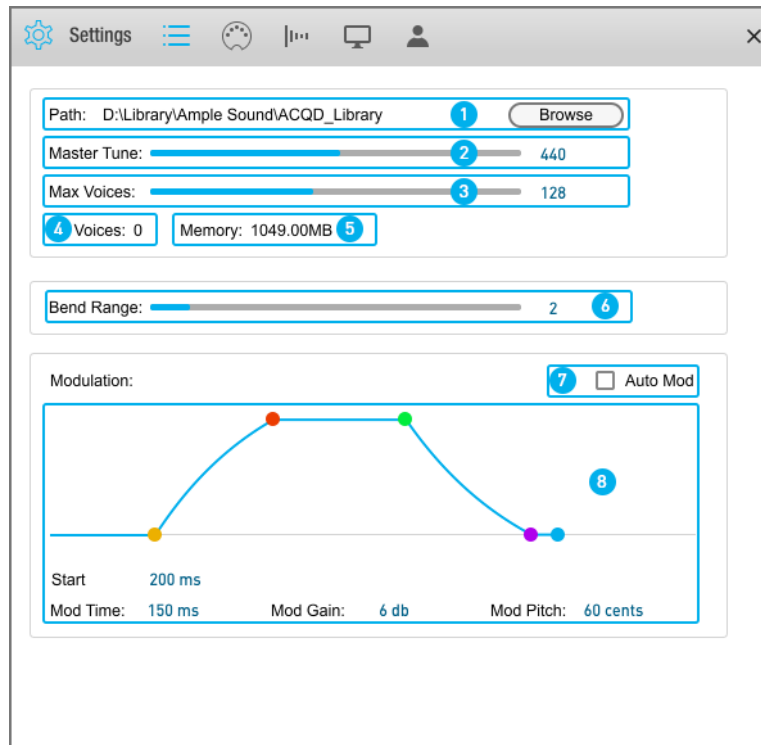 Settings
Path: D:\Library\Ample Sound\ACQD_Library 1 Browse
Master Tune: 2 440
Max Voices: 3 128
4 Voices: 0 Memory: 1049.00MB 5
Bend Range: 2 6
Modulation: 7 Auto Mod
8
Start 200 ms
Mod Time: 150 ms Mod Gain: 6 db Mod Pitch: 60 cents